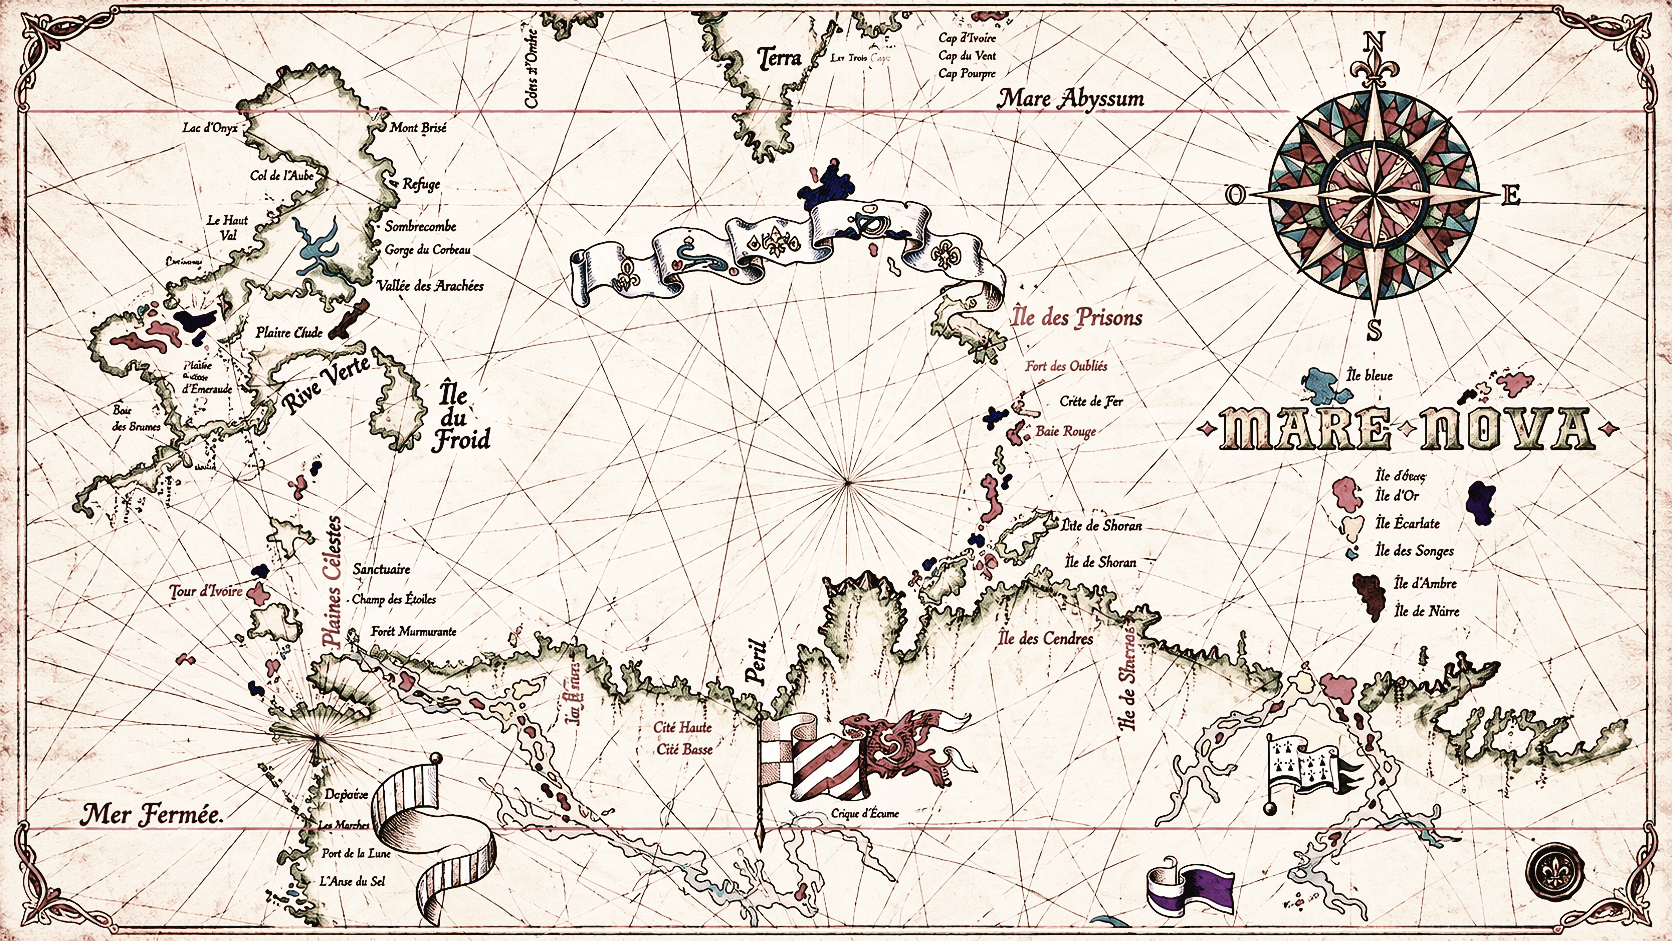 N
O
E
S
Terra
Cap d'Ivoire
Cap du Vent
Cap Pourpre
Mare Abyssum
Lac d'Onyx
Mont Brisé
Col de l'Aube
Refuge
Le Haut
Val
Sombrecombe
Gorge du Corbeau
Vallée des Arachées
Rive Verte
d'Émeraude
des Brumes
Île
du
Froid
Île des Prisons
Fort des Oubliés
Crête de Fer
Baie Rouge
Île bleue
MARE NOVA
Île d'Or
Île Écarlate
Île des Songes
Île d'Ambre
Île de Narre
de Shoran
Île de Shoran
Île des Cendres
Île de
Plaines Célestes
Sanctuaire
Champ des Étoiles
Tour d'Ivoire
Forêt Murmurante
Peril
Cité Haute
Cité Basse
Crique d'Écume
Mer Fermée.
Les Marches
Port de la Lune
L'Anse du Sel